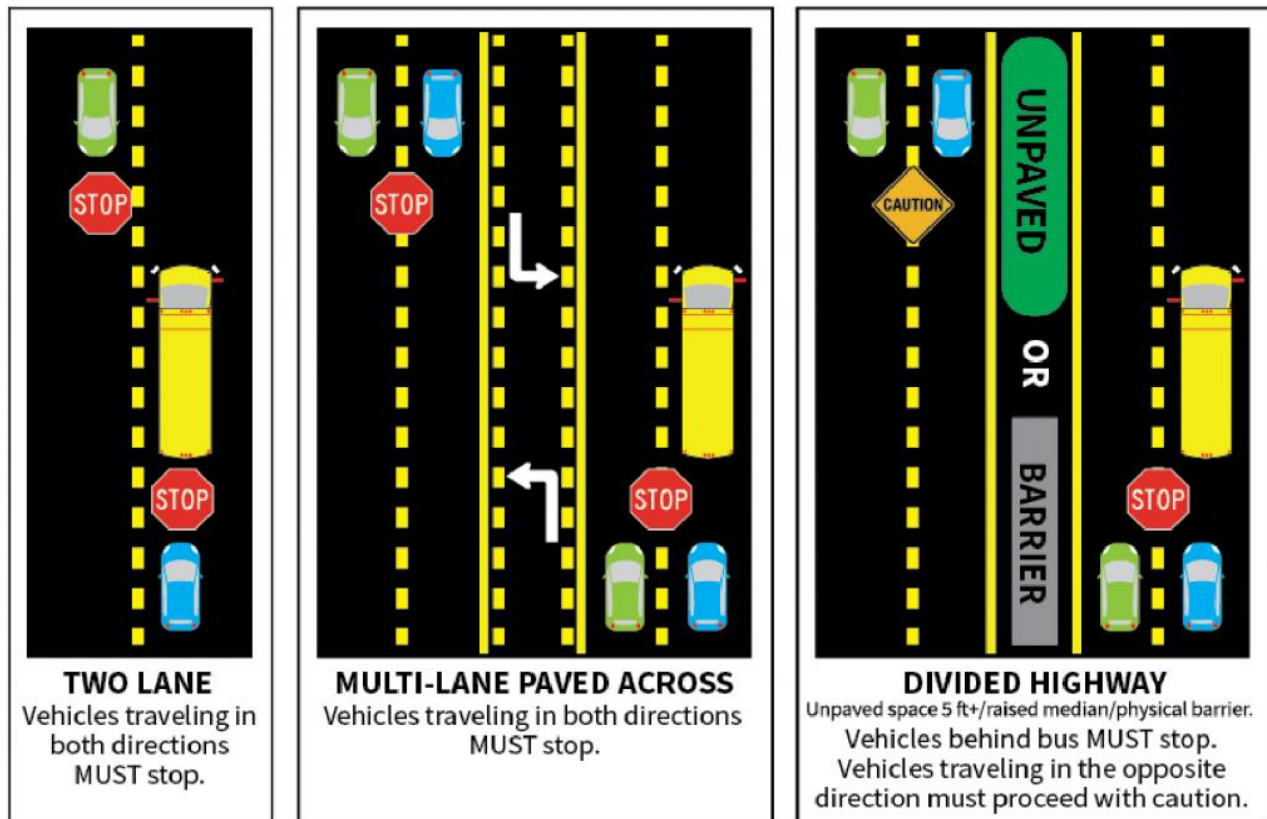 STOP
STOP
TWO LANE
Vehicles traveling in
both directions
MUST stop.
STOP
STOP
MULTI-LANE PAVED ACROSS
Vehicles traveling in both directions
MUST stop.
CAUTION
UNPAVED
OR
BARRIER
STOP
DIVIDED HIGHWAY
Unpaved space 5 ft+/raised median/physical barrier.
Vehicles behind bus MUST stop.
Vehicles traveling in the opposite
direction must proceed with caution.